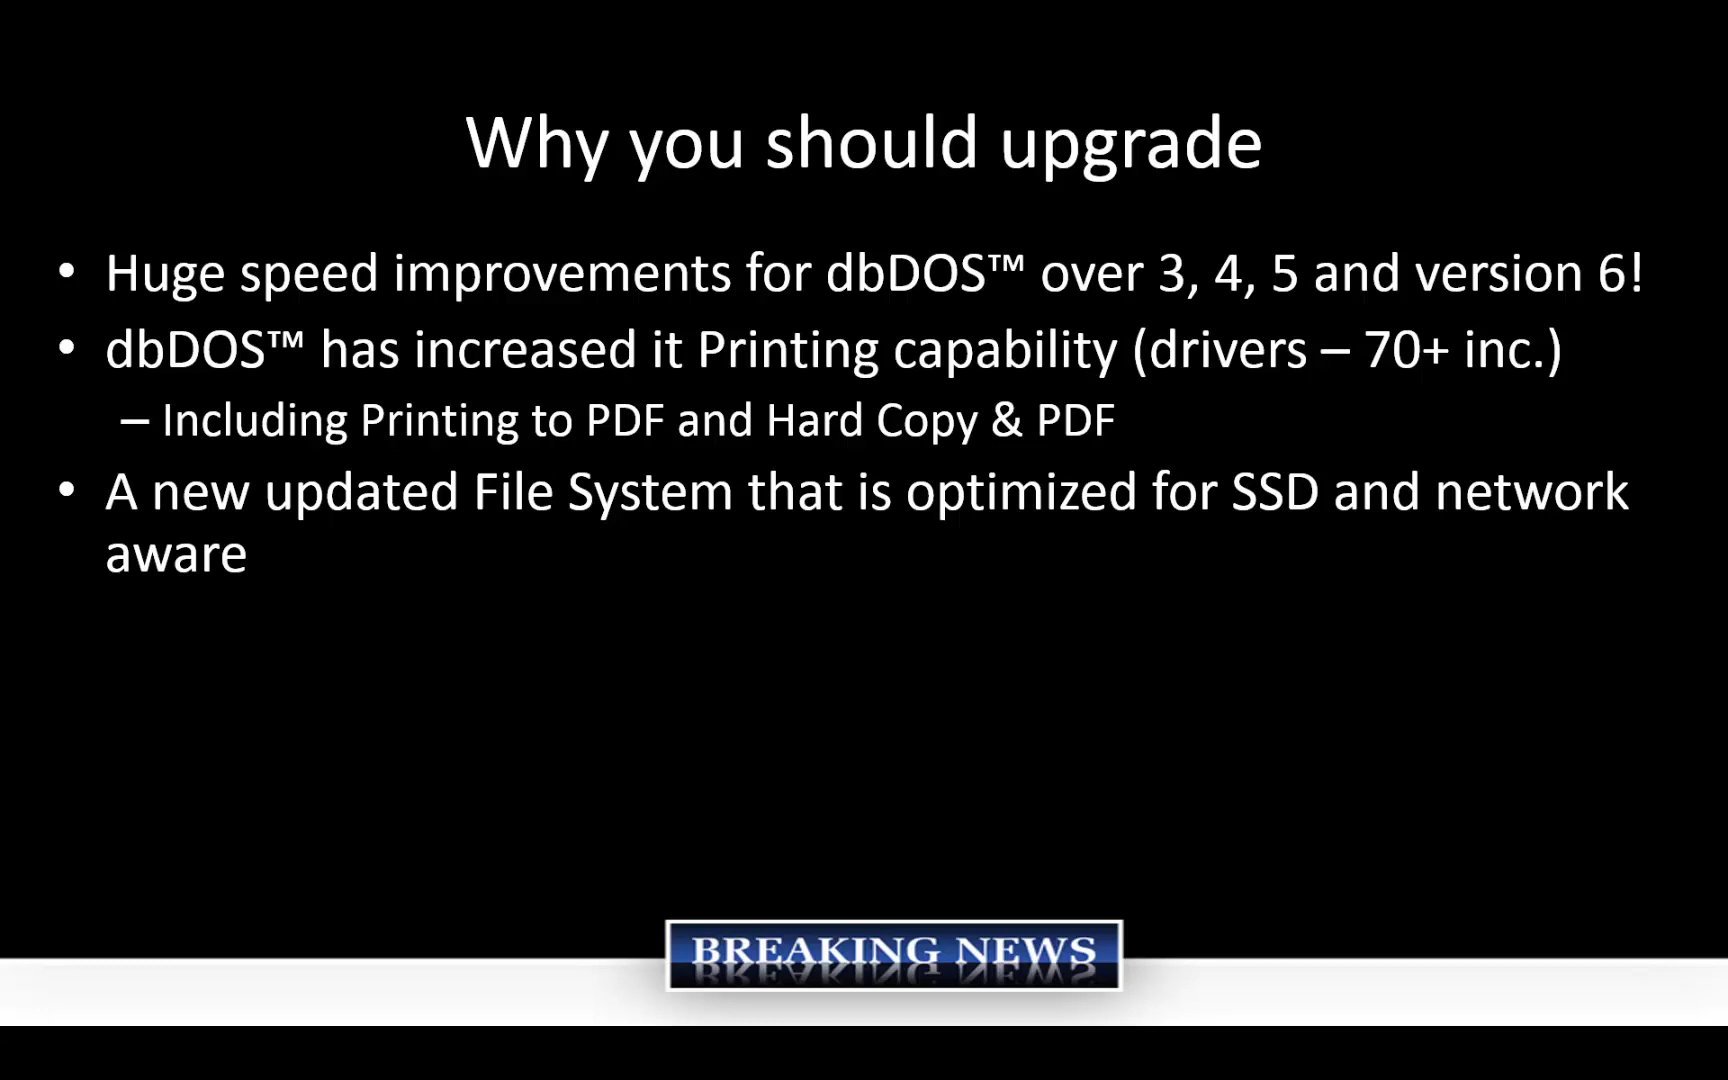 Why you should upgrade
• Huge speed improvements for dbDOS™ over 3, 4, 5 and version 6!
• dbDOS™ has increased it Printing capability (drivers – 70+ inc.)
– Including Printing to PDF and Hard Copy & PDF
• A new updated File System that is optimized for SSD and network
aware
BREAKING NEWS